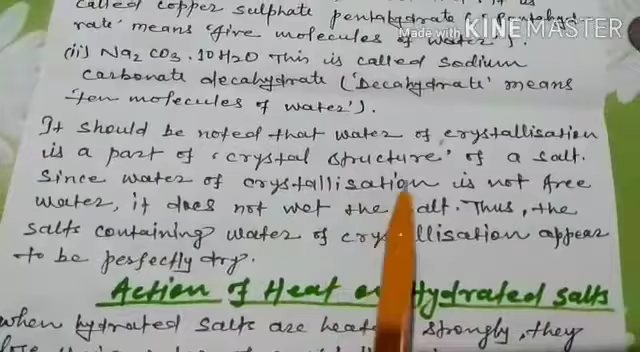 called copper sulphate pentahydrate
Made with KINEMASTER
rate' means 'five molecules of water').
(ii) Na2 CO3 . 10H2O This is called sodium
carbonate decahydrate ('Decahydrate' means
'ten molecules of water').
It should be noted that water of crystallisation
is a part of 'crystal structure' of a salt.
Since water of crystallisation is not free
water, it does not wet the salt. Thus, the
salts containing water of crystallisation appear
to be perfectly dry.
Action of Heat on Hydrated Salts
when hydrated salts are heated strongly, they
lose their